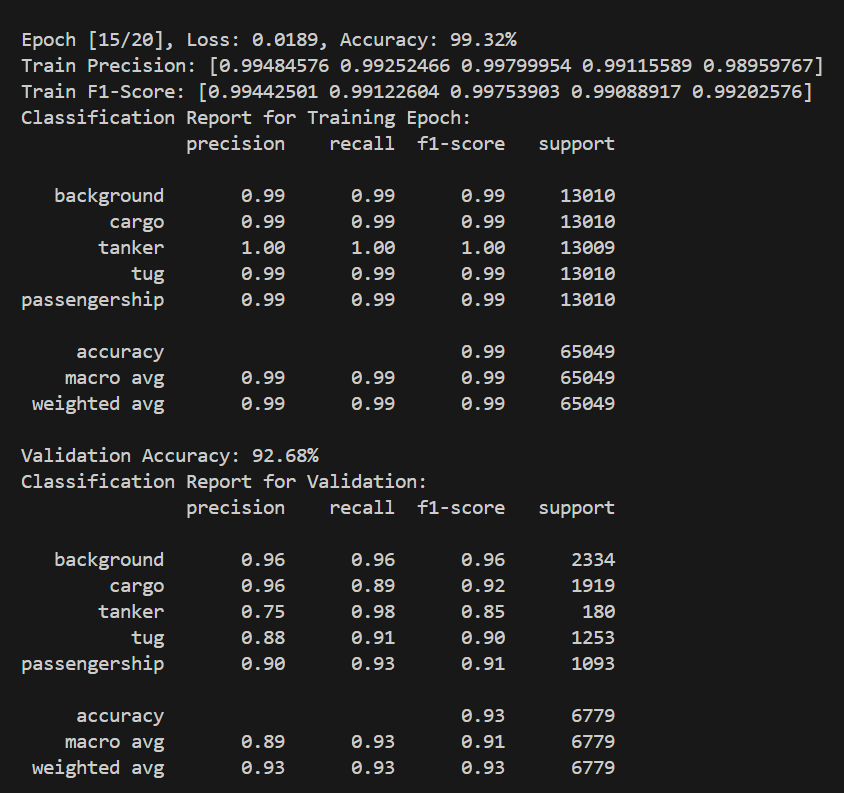 Epoch [15/20], Loss: 0.0189, Accuracy: 99.32%
Train Precision: [0.99484576 0.99252466 0.99799954 0.99115589 0.98959767]
Train F1-Score: [0.99442501 0.99122604 0.99753903 0.99088917 0.99202576]
Classification Report for Training Epoch:
               precision    recall  f1-score   support

   background       0.99      0.99      0.99     13010
        cargo       0.99      0.99      0.99     13010
       tanker       1.00      1.00      1.00     13009
          tug       0.99      0.99      0.99     13010
passengership       0.99      0.99      0.99     13010

     accuracy                           0.99     65049
    macro avg       0.99      0.99      0.99     65049
 weighted avg       0.99      0.99      0.99     65049

Validation Accuracy: 92.68%
Classification Report for Validation:
               precision    recall  f1-score   support

   background       0.96      0.96      0.96      2334
        cargo       0.96      0.89      0.92      1919
       tanker       0.75      0.98      0.85       180
          tug       0.88      0.91      0.90      1253
passengership       0.90      0.93      0.91      1093

     accuracy                           0.93      6779
    macro avg       0.89      0.93      0.91      6779
 weighted avg       0.93      0.93      0.93      6779